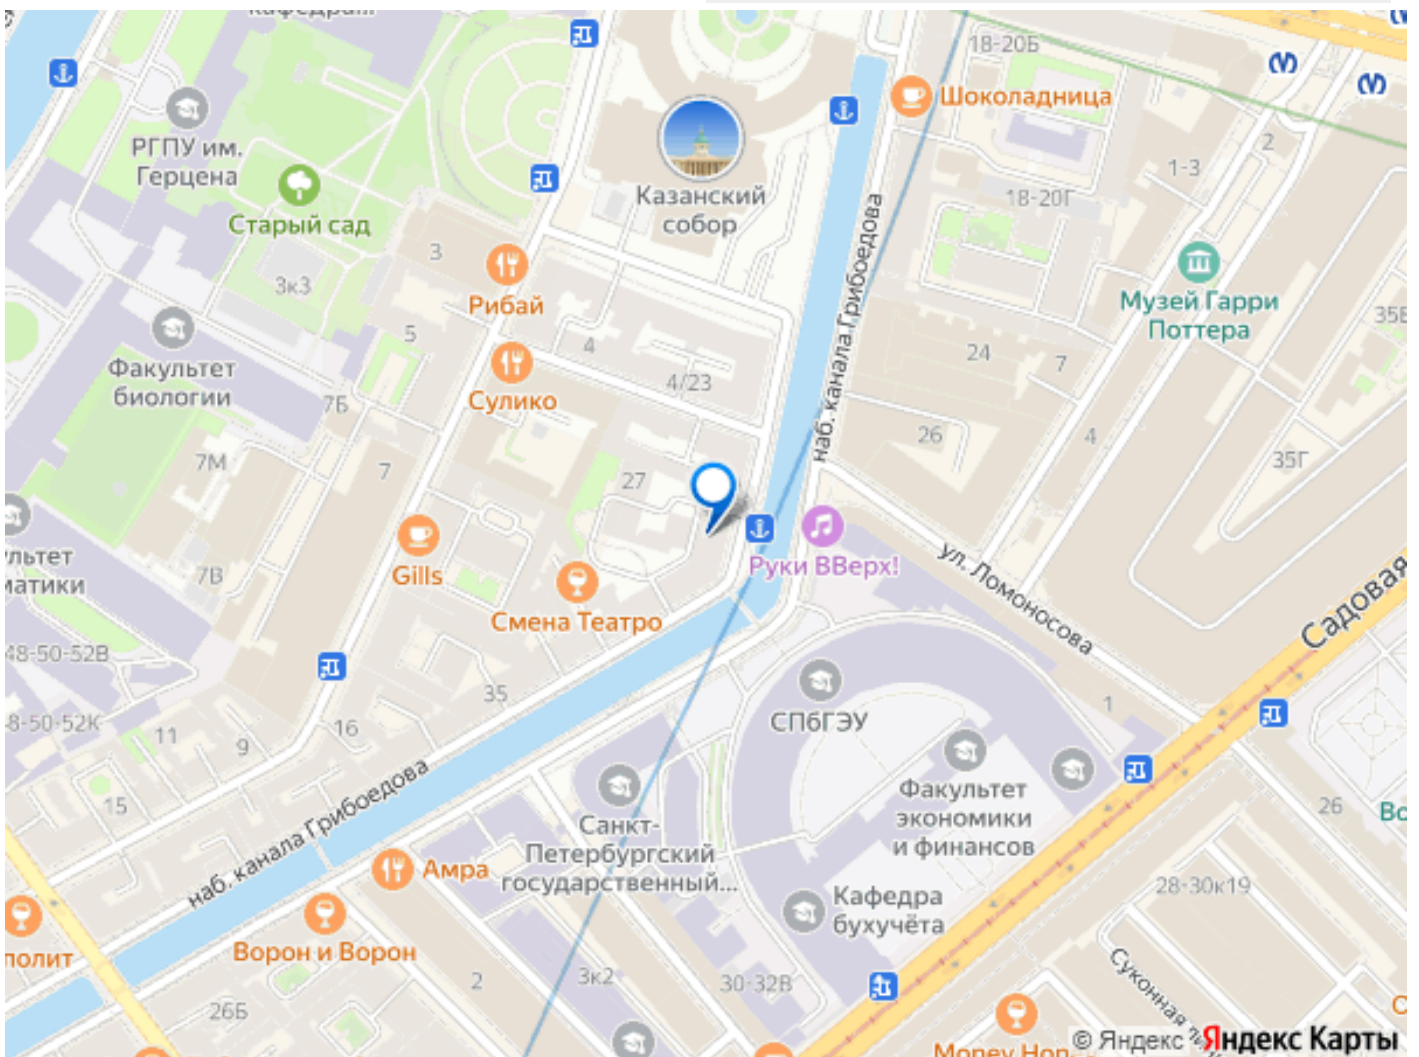 18-20Б
Шоколадница
РГПУ им.
Герцена
2
1-3
Казанский
собор
18-20Г
Старый сад
3
наб. канала Грибоедова
3к3
Рибай
Музей Гарри
Поттера
5
4
24
7
Факультет
биологии
4/23
Сулико
7Б
26
4
7М
7
27
35Г
ул. Ломоносова
Руки ВВерх!
Gills
7В
Смена Театро
Садовая
48-50-52В
35
СПбГЭУ
1
16
11
9
Факультет
экономики
и финансов
наб. канала Грибоедова
15
26
Санкт-
Петербургский
государственный...
Амра
28-30к19
Кафедра
бухучёта
Ворон и Ворон
2
3к2
30-32В
26Б
Суконная
© Яндекс Яндекс Карты